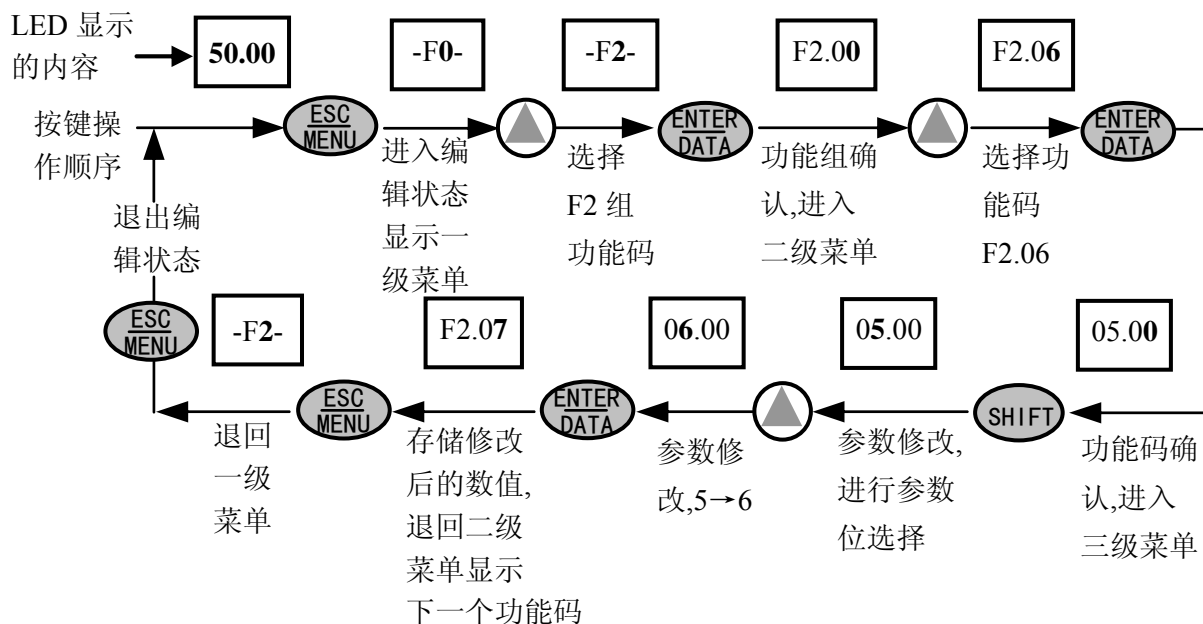 LED 显示
的内容
50.00
-F0-
-F2-
F2.00
F2.06
按键操
作顺序
ESC
MENU
进入编
辑状态
显示一
级菜单
选择
F2 组
功能码
ENTER
DATA
功能组确
认,进入
二级菜单
选择功
能码
F2.06
ENTER
DATA
退出编
辑状态
ESC
MENU
-F2-
F2.07
06.00
05.00
05.00
退回
一级
菜单
ESC
MENU
存储修改
后的数值,
退回二级
菜单显示
下一个功能码
ENTER
DATA
参数修
改,5→6
参数修改,
进行参数
位选择
SHIFT
功能码确
认,进入
三级菜单